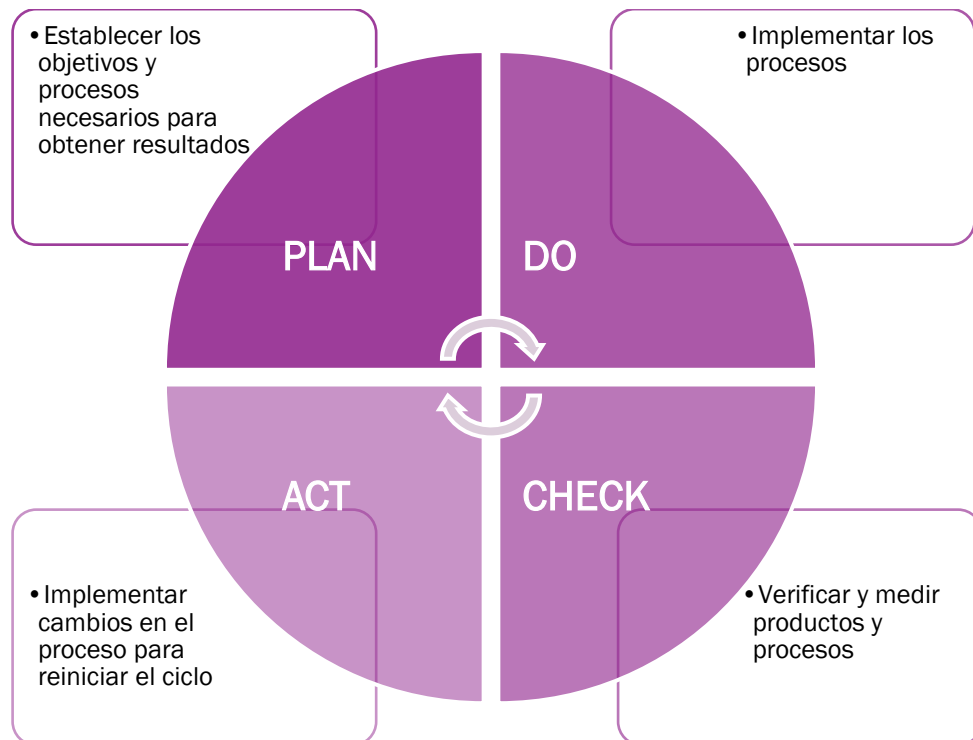 • Establecer los
objetivos y
procesos
necesarios para
obtener resultados
• Implementar los
procesos
PLAN
DO
ACT
CHECK
• Implementar
cambios en el
proceso para
reiniciar el ciclo
• Verificar y medir
productos y
procesos